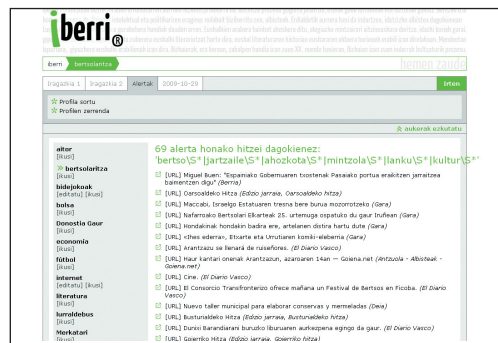 iberri®
iberri bertsolaritza
hemen zaude
Iragazkia 1 Iragazkia 2 Alertak 2009-10-29 Irten
Profila sortu
Profilen zerrenda
aukerak ezkutatu
aitor
[ikusi]
bertsolaritza
[ikusi]
bidejokoak
[editatu] [ikusi]
bolsa
[ikusi]
Donostia Gaur
[ikusi]
economia
[ikusi]
fútbol
[ikusi]
internet
[editatu] [ikusi]
literatura
[ikusi]
lurraldebus
[ikusi]
Merkatari
[ikusi]
69 alerta honako hitzei dagokienez:
'bertso\S*|jartzaile\S*|ahozkota\S*|mintzola\S*|lanku\S*|kultur\S*'
[URL] Miguel Buen: "Espainiako Gobernuaren txostenak Pasaiako portua eraikitzen jarraitzea
baimentzen digu" (Berria)
[URL] Oarsoaldeko Hitza (Edizio jarraia, Oarsoaldeko hitza)
[URL] Maccabi, Israelgo Estatuaren tresna bere burua mozorrotzeko (Gara)
[URL] Nafarroako Bertsolari Elkarteak 25. urtemuga ospatuko du gaur Iruñean (Gara)
[URL] Hondakinak hondakin badira ere, artelanen distira hartu dute (Gara)
[URL] «Ihes ederra», Etxarte eta Urrutiaren komiki-eleberria (Gara)
[URL] Arantzazu se llenará de ruiseñores. (El Diario Vasco)
[URL] Haur kantari onenak Arantzazun, azaroaren 14an — Goiena.net (Antzuola - Albisteak -
Goiena.net)
[URL] Cine. (El Diario Vasco)
[URL] El Consorcio Transfronterizo ofrece mañana un Festival de Bertsos en Ficoba. (El Diario
Vasco)
[URL] Nuevo taller municipal para elaborar conservas y mermeladas (Deia)
[URL] Busturialdeko Hitza (Edizio jarraia, Busturialdeko hitza)
[URL] Dunixi Barandiarani buruzko liburuaren aurkezpena egingo da gaur. (El Diario Vasco)
[URL] Goierriko Hitza (Edizio jarraia, Goierriko hitza)